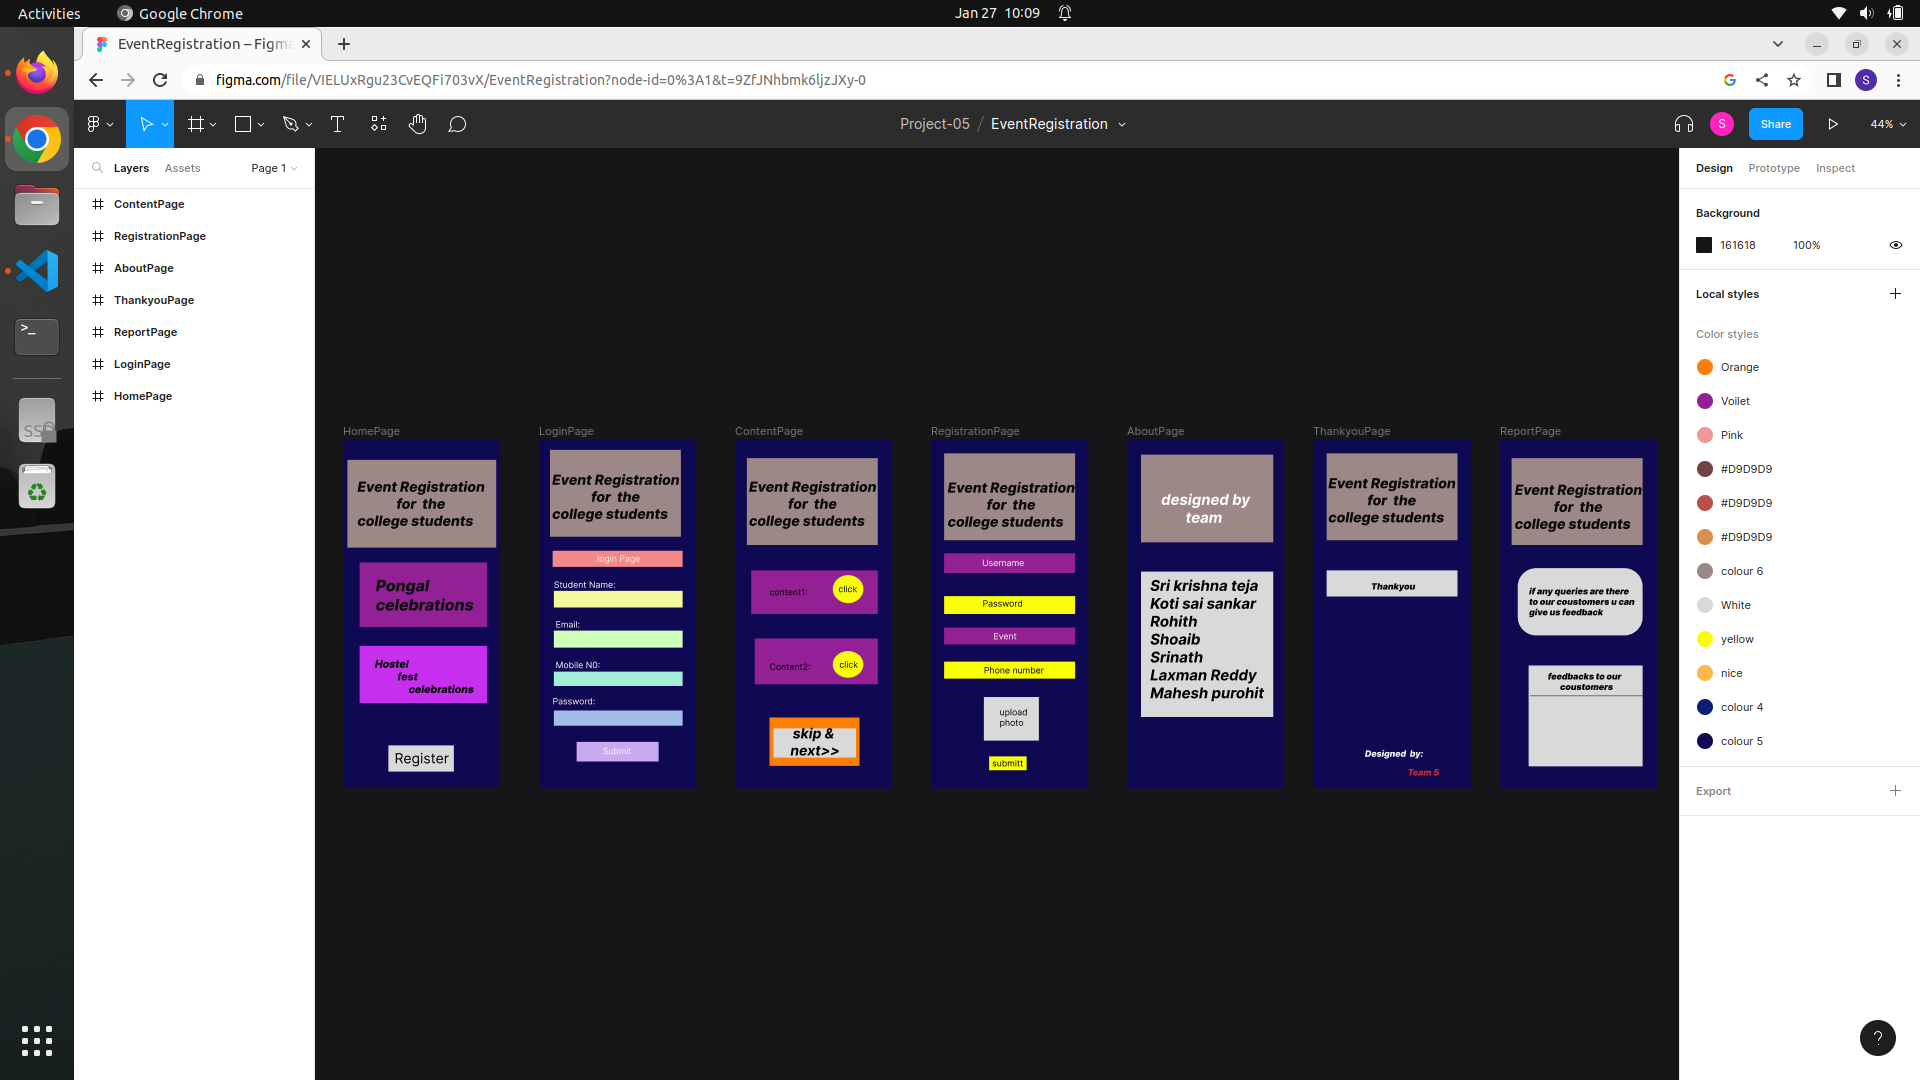 Activities
Google Chrome
Jan 27 10:09
EventRegistration – Figma
figma.com/file/VIELUxRgu23CvEQFi703vX/EventRegistration?node-id=0%3A1&t=9ZfJNhbmk6ljzJXy-0
S
Project-05 / EventRegistration
S
Share
44%
Layers
Assets
Page 1
ContentPage
RegistrationPage
AboutPage
ThankyouPage
ReportPage
LoginPage
HomePage
HomePage
Event Registration
for the
college students
Pongal
celebrations
Hostel
fest
celebrations
Register
LoginPage
Event Registration
for the
college students
login Page
Student Name:
Email:
Mobile N0:
Password:
Submit
ContentPage
Event Registration
for the
college students
content1:
click
Content2:
click
skip &
next>>
RegistrationPage
Event Registration
for the
college students
Username
Password
Event
Phone number
upload
photo
submitt
AboutPage
designed by
team
Sri krishna teja
Koti sai sankar
Rohith
Shoaib
Srinath
Laxman Reddy
Mahesh purohit
ThankyouPage
Event Registration
for the
college students
Thankyou
Designed by:
Team 5
ReportPage
Event Registration
for the
college students
if any queries are there
to our coustomers u can
give us feedback
feedbacks to our
coustomers
Design
Prototype
Inspect
Background
161618
100%
Local styles
Color styles
Orange
Voilet
Pink
#D9D9D9
#D9D9D9
#D9D9D9
colour 6
White
yellow
nice
colour 4
colour 5
Export
?